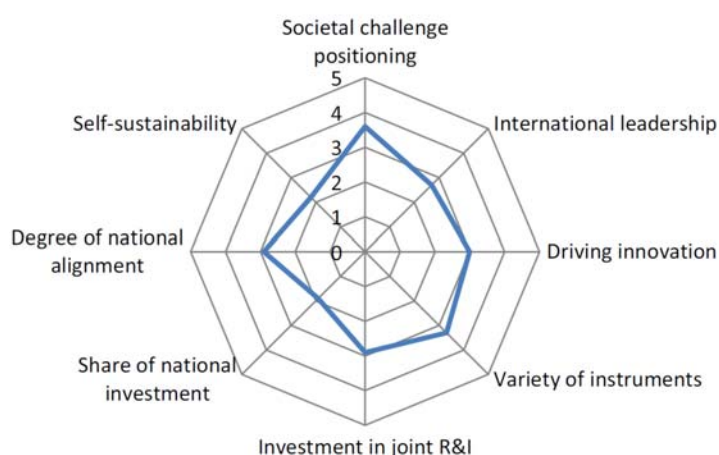 Societal challenge
positioning
5
Self-sustainability
4
International leadership
3
2
1
Degree of national
alignment
0
Driving innovation
Share of national
investment
Variety of instruments
Investment in joint R&I